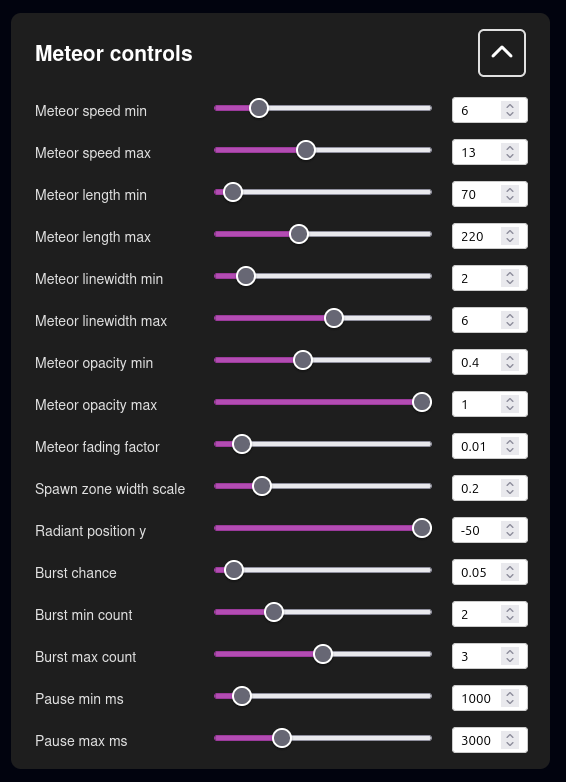 Meteor controls
Meteor speed min 6
Meteor speed max 13
Meteor length min 70
Meteor length max 220
Meteor linewidth min 2
Meteor linewidth max 6
Meteor opacity min 0.4
Meteor opacity max 1
Meteor fading factor 0.01
Spawn zone width scale 0.2
Radiant position y -50
Burst chance 0.05
Burst min count 2
Burst max count 3
Pause min ms 1000
Pause max ms 3000